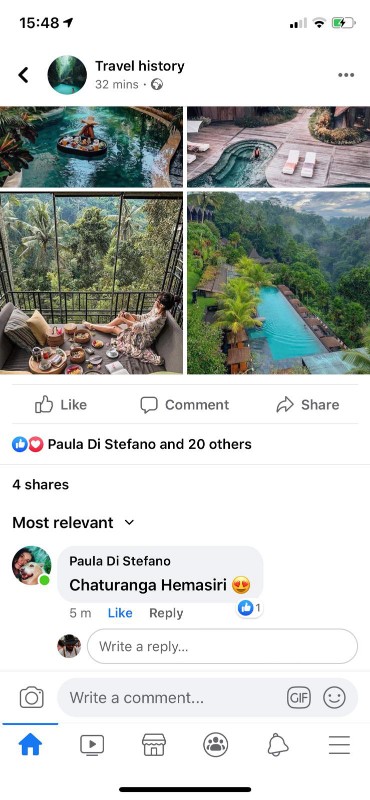 15:48
Travel history
32 mins ·
Like
Comment
Share
Paula Di Stefano and 20 others
4 shares
Most relevant
Paula Di Stefano
Chaturanga Hemasiri 😍
5 m Like Reply
1
Write a reply...
Write a comment...
GIF